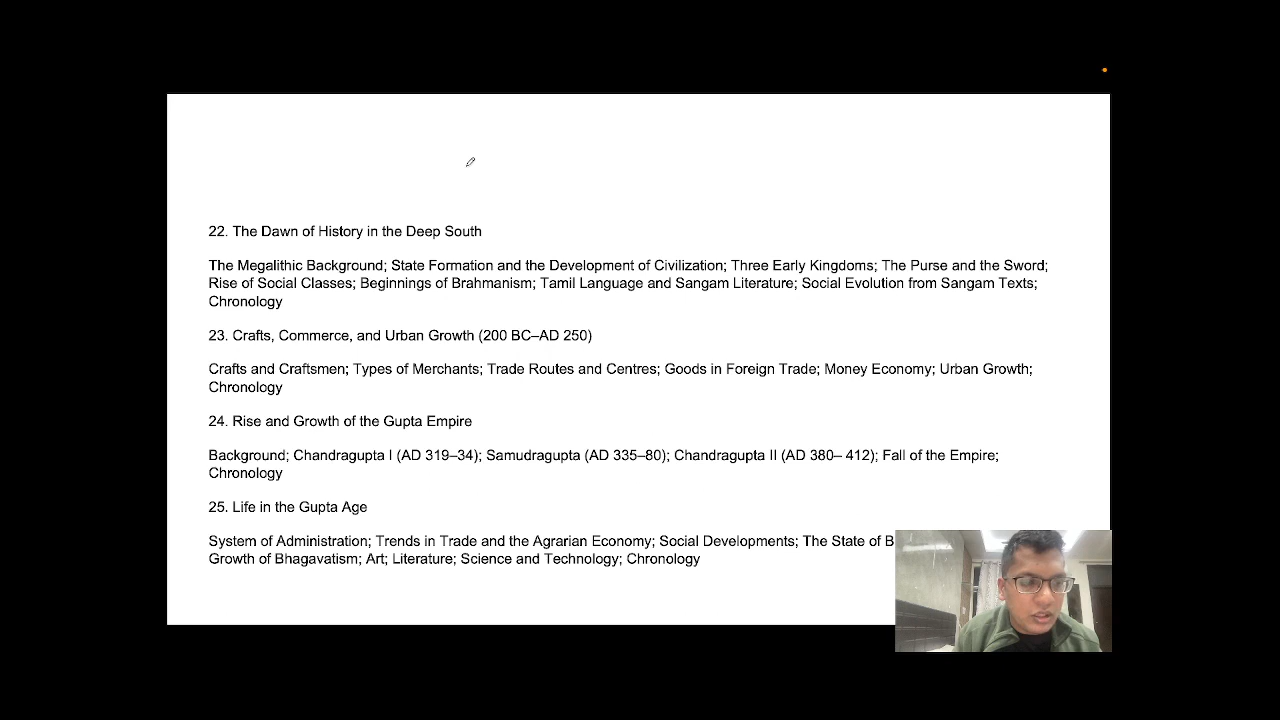 22. The Dawn of History in the Deep South
The Megalithic Background; State Formation and the Development of Civilization; Three Early Kingdoms; The Purse and the Sword;
Rise of Social Classes; Beginnings of Brahmanism; Tamil Language and Sangam Literature; Social Evolution from Sangam Texts;
Chronology
23. Crafts, Commerce, and Urban Growth (200 BC–AD 250)
Crafts and Craftsmen; Types of Merchants; Trade Routes and Centres; Goods in Foreign Trade; Money Economy; Urban Growth;
Chronology
24. Rise and Growth of the Gupta Empire
Background; Chandragupta I (AD 319–34); Samudragupta (AD 335–80); Chandragupta II (AD 380– 412); Fall of the Empire;
Chronology
25. Life in the Gupta Age
System of Administration; Trends in Trade and the Agrarian Economy; Social Developments; The State of
Growth of Bhagavatism; Art; Literature; Science and Technology; Chronology